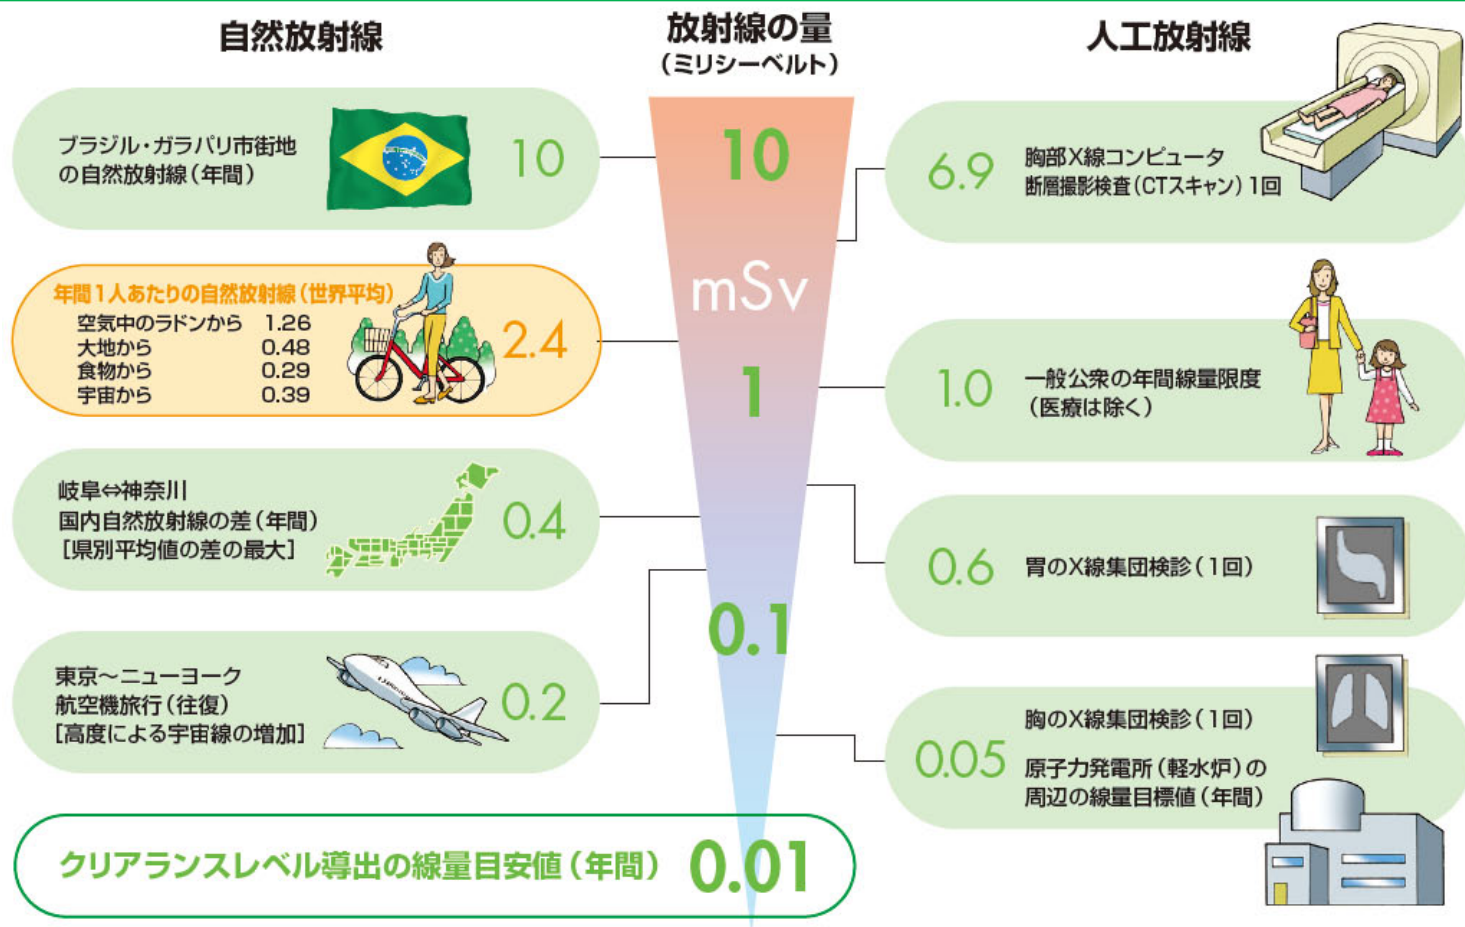 自然放射線
放射線の量
(ミリシーベルト)
人工放射線
ブラジル・ガラパリ市街地
の自然放射線(年間)
10
年間1人あたりの自然放射線(世界平均)
空気中のラドンから 1.26
大地から 0.48
食物から 0.29
宇宙から 0.39
2.4
岐阜⇔神奈川
国内自然放射線の差(年間)
[県別平均値の差の最大]
0.4
東京~ニューヨーク
航空機旅行(往復)
[高度による宇宙線の増加]
0.2
10
mSv
1
0.1
6.9
胸部X線コンピュータ
断層撮影検査(CTスキャン)1回
1.0
一般公衆の年間線量限度
(医療は除く)
0.6
胃のX線集団検診(1回)
0.05
胸のX線集団検診(1回)
原子力発電所(軽水炉)の
周辺の線量目標値(年間)
クリアランスレベル導出の線量目安値(年間) 0.01